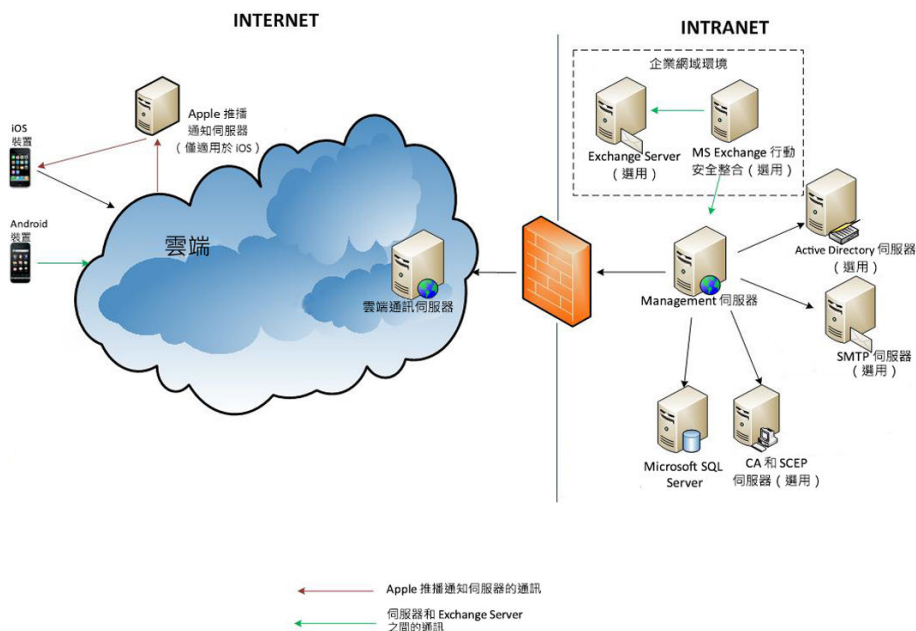 INTERNET
INTRANET
企業網域環境
Apple 推播
通知伺服器
(僅適用於 iOS)
iOS
裝置
Exchange Server
(選用)
MS Exchange 行動
安全整合(選用)
Android
裝置
雲端
雲端通訊伺服器
Management 伺服器
Active Directory 伺服器
(選用)
SMTP 伺服器
(選用)
Microsoft SQL
Server
CA 和 SCEP
伺服器(選用)
Apple 推播通知伺服器的通訊
伺服器和 Exchange Server
之間的通訊